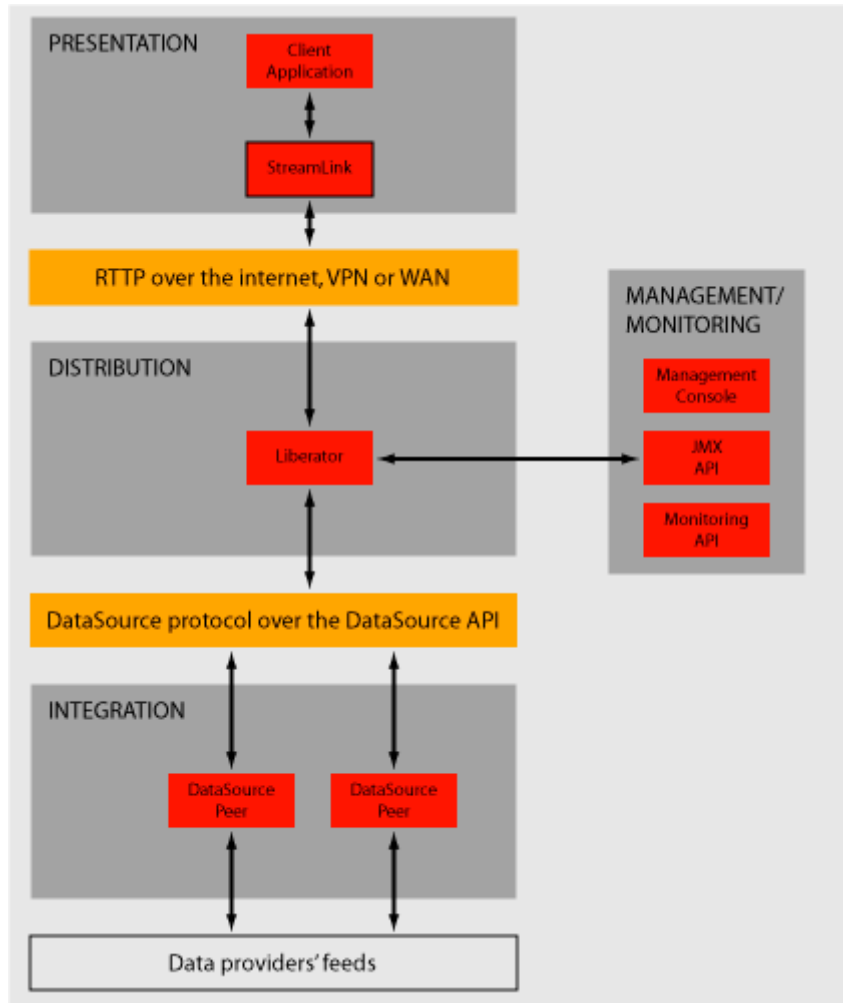 PRESENTATION
Client
Application
StreamLink
RTTP over the internet, VPN or WAN
DISTRIBUTION
Liberator
MANAGEMENT/
MONITORING
Management
Console
JMX
API
Monitoring
API
DataSource protocol over the DataSource API
INTEGRATION
DataSource
Peer
DataSource
Peer
Data providers' feeds